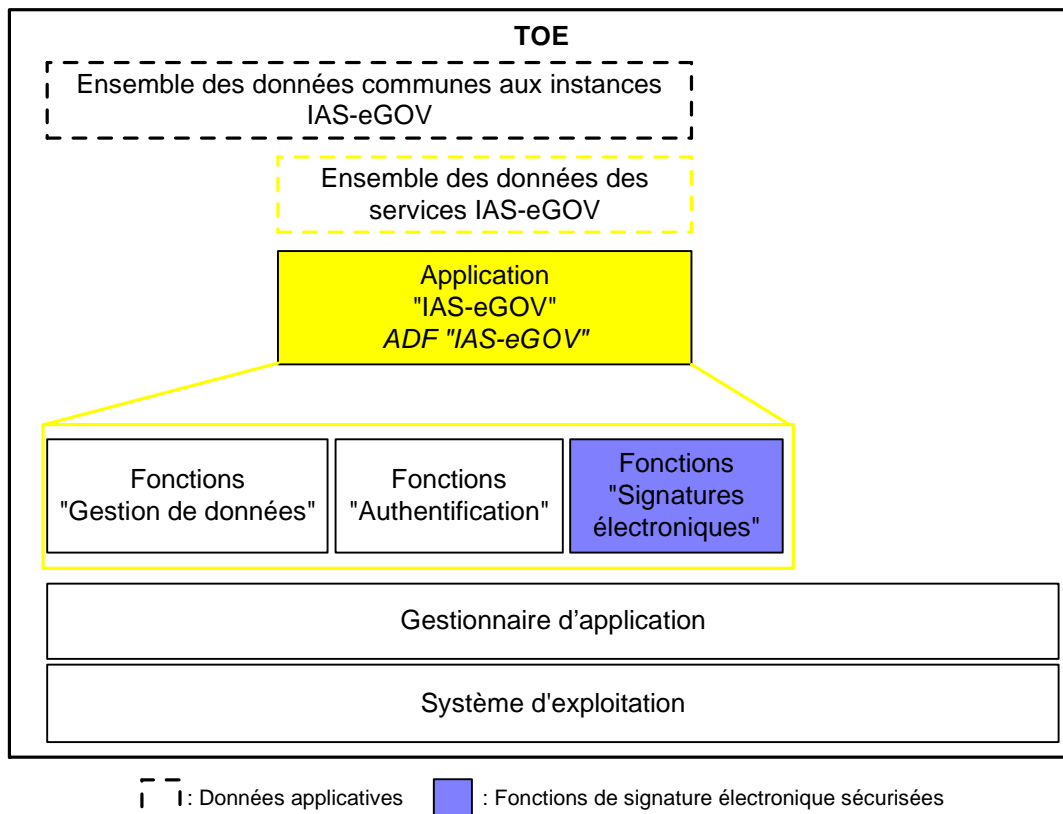 TOE
Ensemble des données communes aux instances
IAS-eGOV
Ensemble des données des
services IAS-eGOV
Application
"IAS-eGOV"
ADF "IAS-eGOV"
Fonctions
"Gestion de données"
Fonctions
"Authentification"
Fonctions
"Signatures
électroniques"
Gestionnaire d’application
Système d'exploitation
: Données applicatives
: Fonctions de signature électronique sécurisées